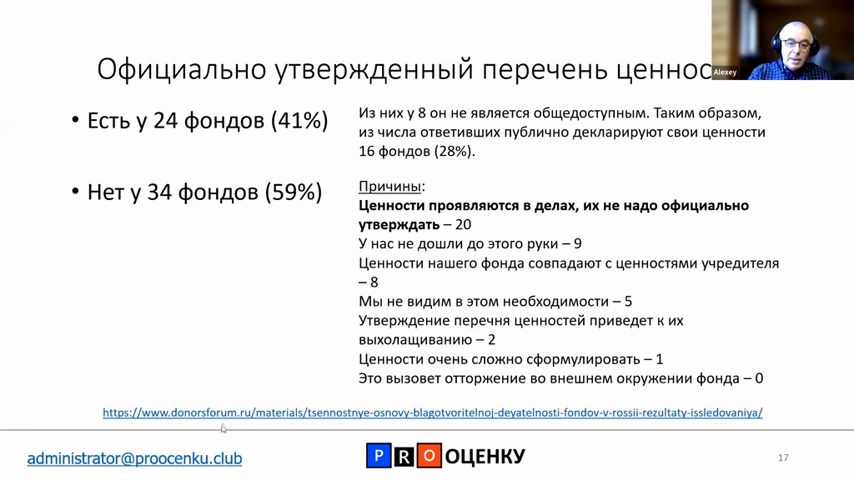 Официально утвержденный перечень
Alexey
• Есть у 24 фондов (41%)
Из них у 8 он не является общедоступным. Таким образом,
из числа ответивших публично декларируют свои ценности
16 фондов (28%).
• Нет у 34 фондов (59%)
Причины:
Ценности проявляются в делах, их не надо официально
утверждать – 20
У нас не дошли до этого руки – 9
Ценности нашего фонда совпадают с ценностями учредителя
– 8
Мы не видим в этом необходимости – 5
Утверждение перечня ценностей приведет к их
выхолащиванию – 2
Ценности очень сложно сформулировать – 1
Это вызовет отторжение во внешнем окружении фонда – 0
https://www.donorsforum.ru/materials/tsennostnye-osnovy-blagotvoritelnoj-deyatelnosti-fondov-v-rossii-rezultaty-issledovaniya/
administrator@proocenku.club
PRO ОЦЕНКУ
17